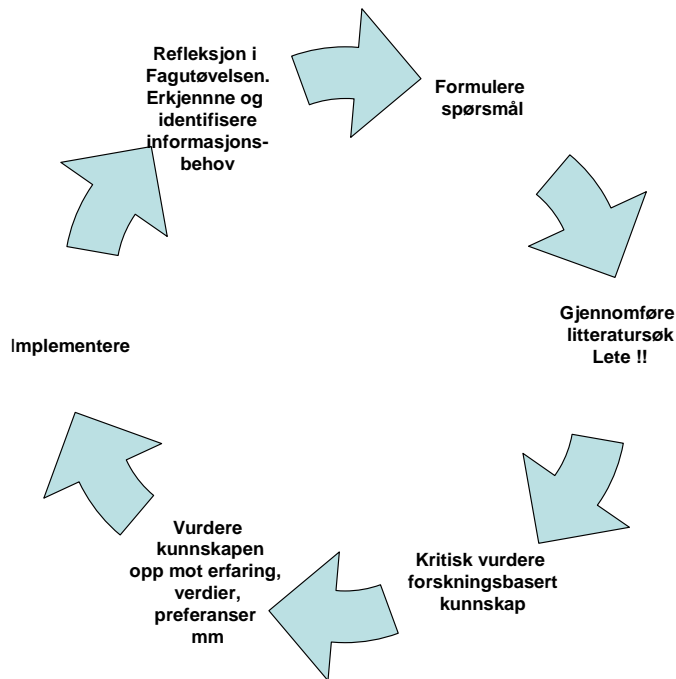 Refleksjon i
Fagutøvelsen.
Erkjennne og
identifisere
informasjons-
behov
Formulere
spørsmål
Gjennomføre
litteratursøk
Lete !!
Kritisk vurdere
forskningsbasert
kunnskap
Vurdere
kunnskapen
opp mot erfaring,
verdier,
preferanser
mm
Implementere